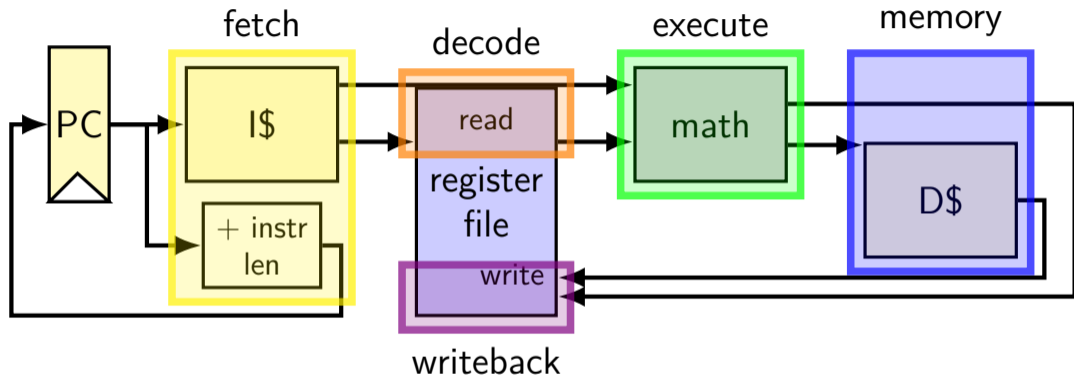 fetch
decode
execute
memory
PC
I$
read
math
register
file
D$
+ instr
len
write
writeback